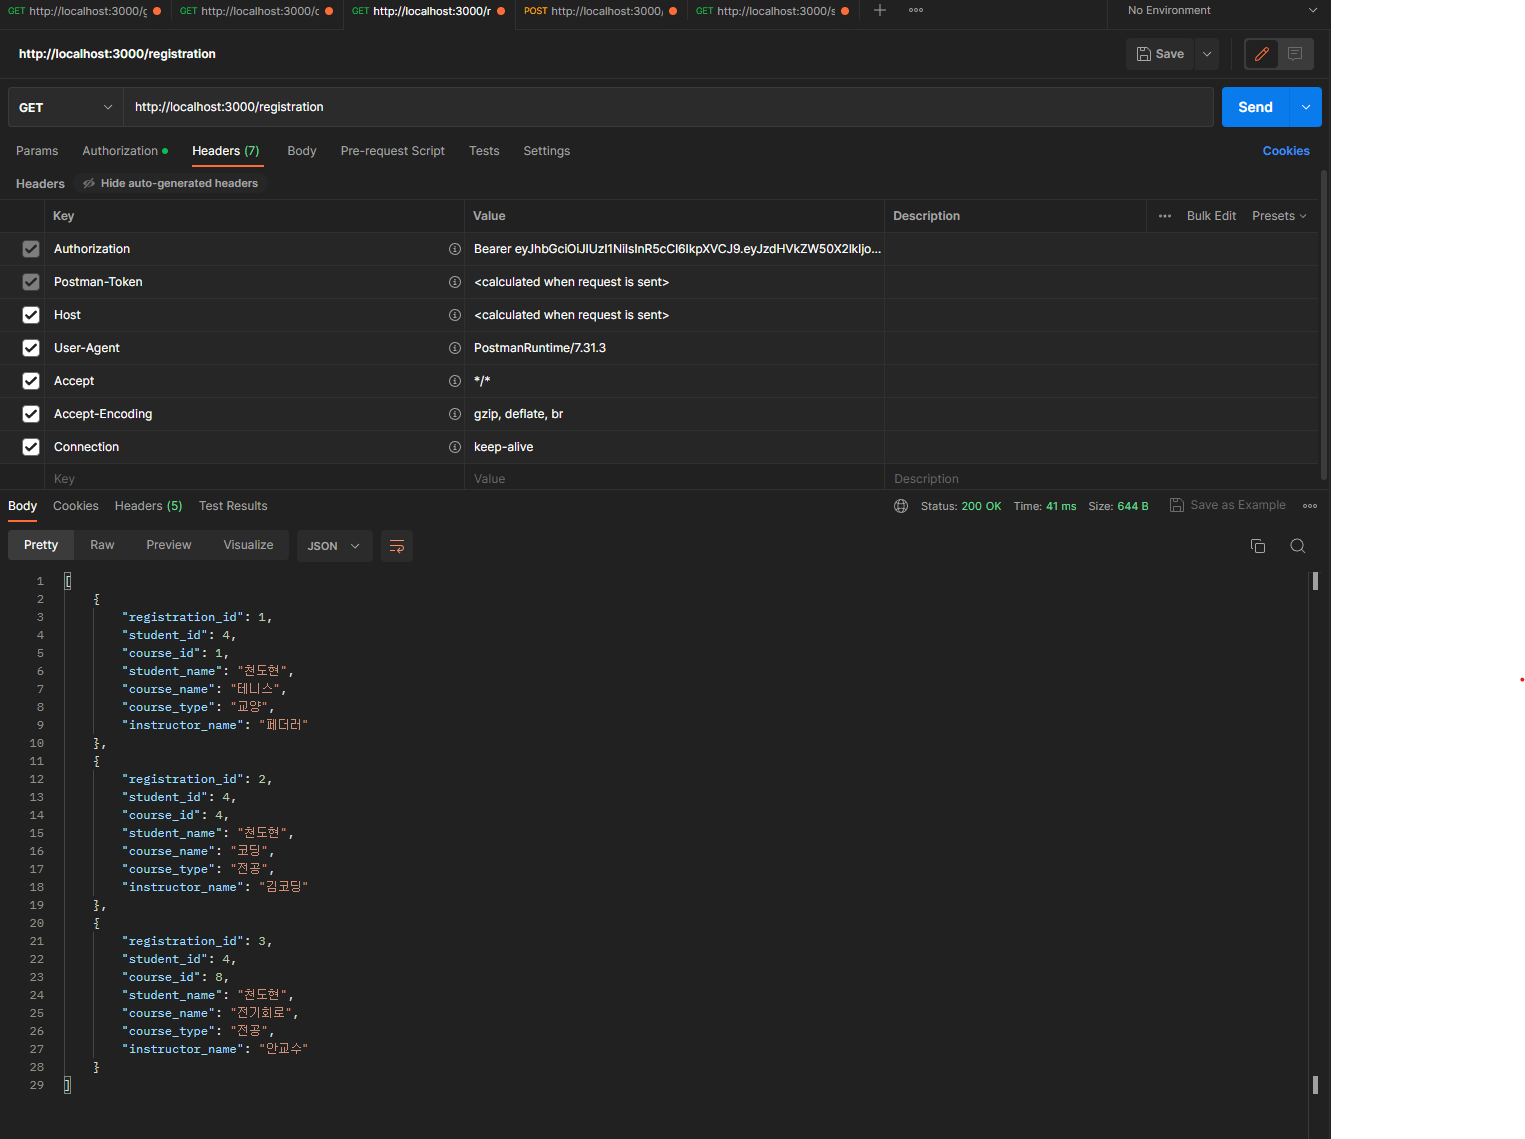 GET http://localhost:3000/g GET http://localhost:3000/c GET http://localhost:3000/r POST http://localhost:3000/ GET http://localhost:3000/s No Environment
http://localhost:3000/registration Save
GET http://localhost:3000/registration Send
Params Authorization Headers (7) Body Pre-request Script Tests Settings Cookies
Headers Hide auto-generated headers
Key Value Description Bulk Edit Presets
Authorization Bearer eyJhbGciOiJIUzI1NiIsInR5cCI6IkpXVCJ9.eyJzdHVkZW50X2lkIjo...
Postman-Token <calculated when request is sent>
Host <calculated when request is sent>
User-Agent PostmanRuntime/7.31.3
Accept */*
Accept-Encoding gzip, deflate, br
Connection keep-alive
Key Value Description
Body Cookies Headers (5) Test Results Status: 200 OK Time: 41 ms Size: 644 B Save as Example
Pretty Raw Preview Visualize JSON
1 [
2 {
3 "registration_id": 1,
4 "student_id": 4,
5 "course_id": 1,
6 "student_name": "천도현",
7 "course_name": "테니스",
8 "course_type": "교양",
9 "instructor_name": "페더러"
10 },
11 {
12 "registration_id": 2,
13 "student_id": 4,
14 "course_id": 4,
15 "student_name": "천도현",
16 "course_name": "코딩",
17 "course_type": "전공",
18 "instructor_name": "김코딩"
19 },
20 {
21 "registration_id": 3,
22 "student_id": 4,
23 "course_id": 8,
24 "student_name": "천도현",
25 "course_name": "전기회로",
26 "course_type": "전공",
27 "instructor_name": "안교수"
28 }
29 ]